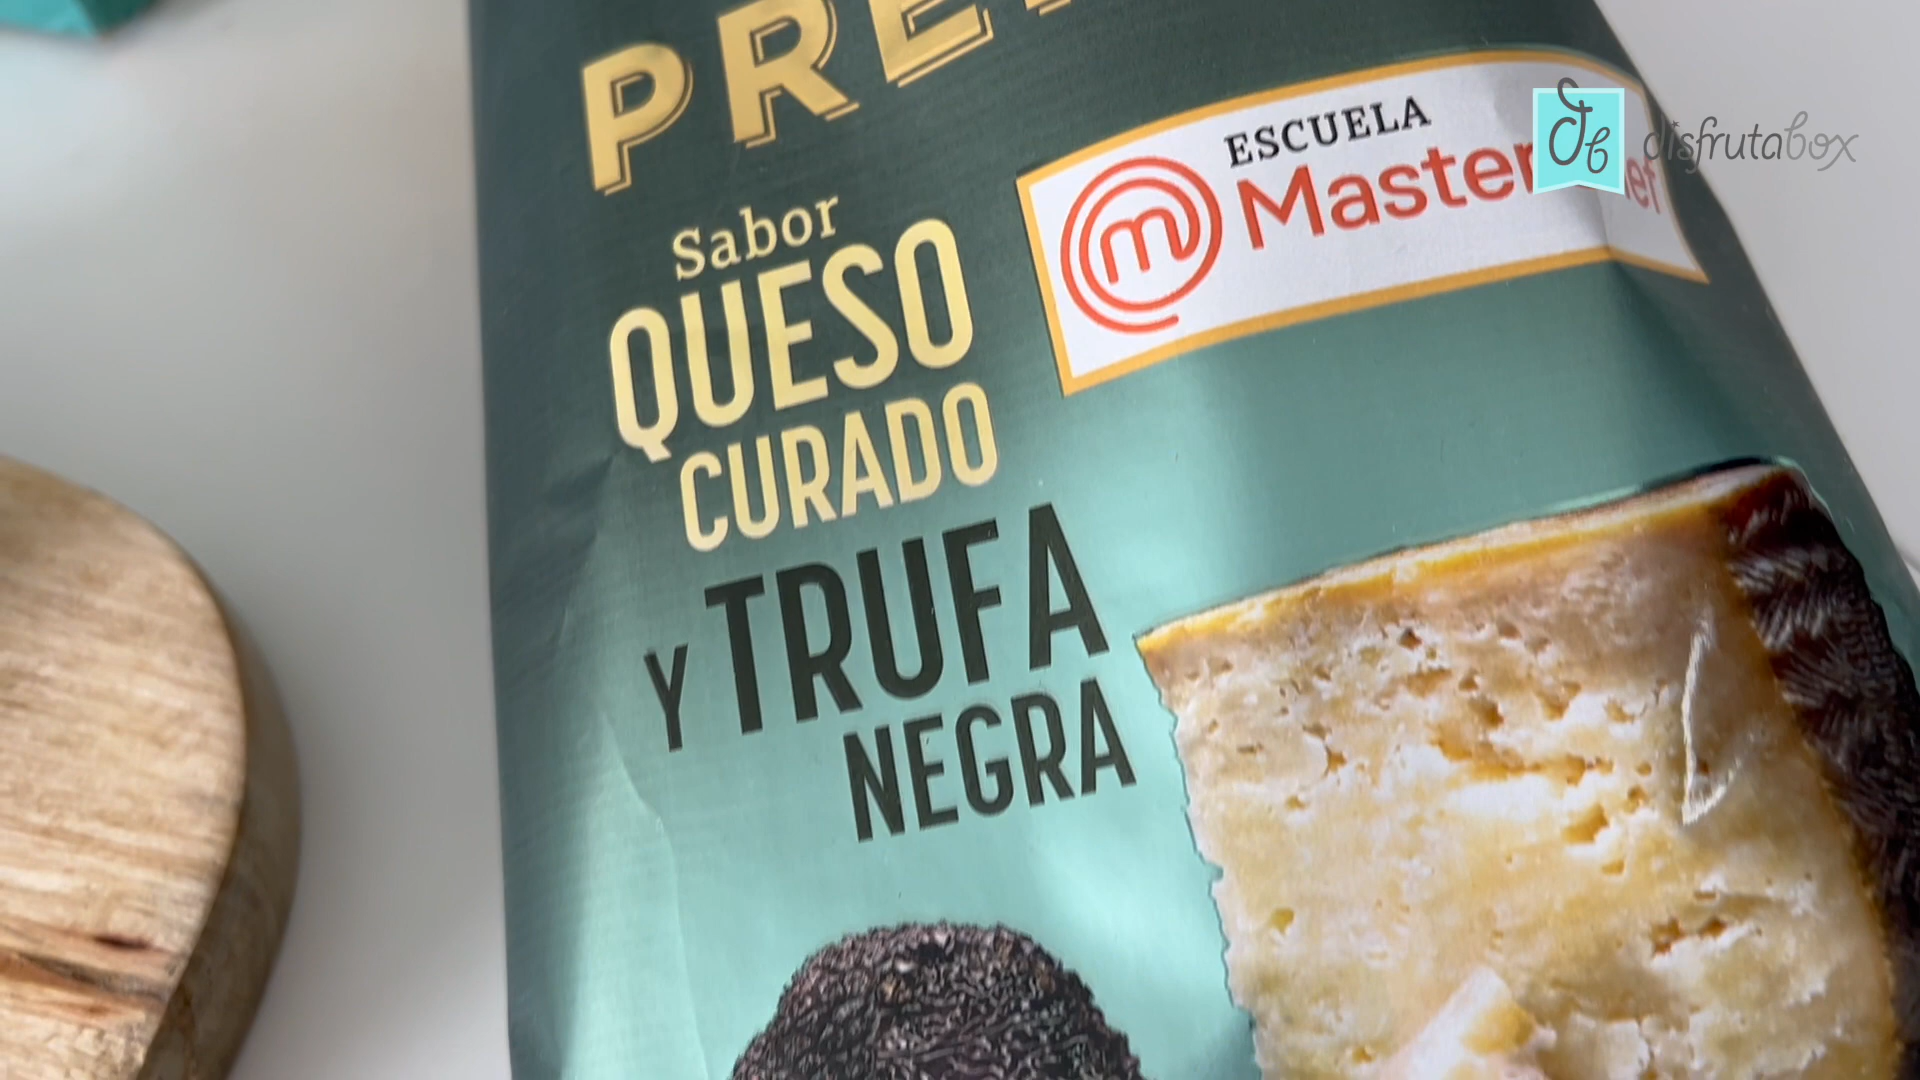 Sabor
QUESO
CURADO
Y TRUFA
NEGRA
ESCUELA
disfrutabox